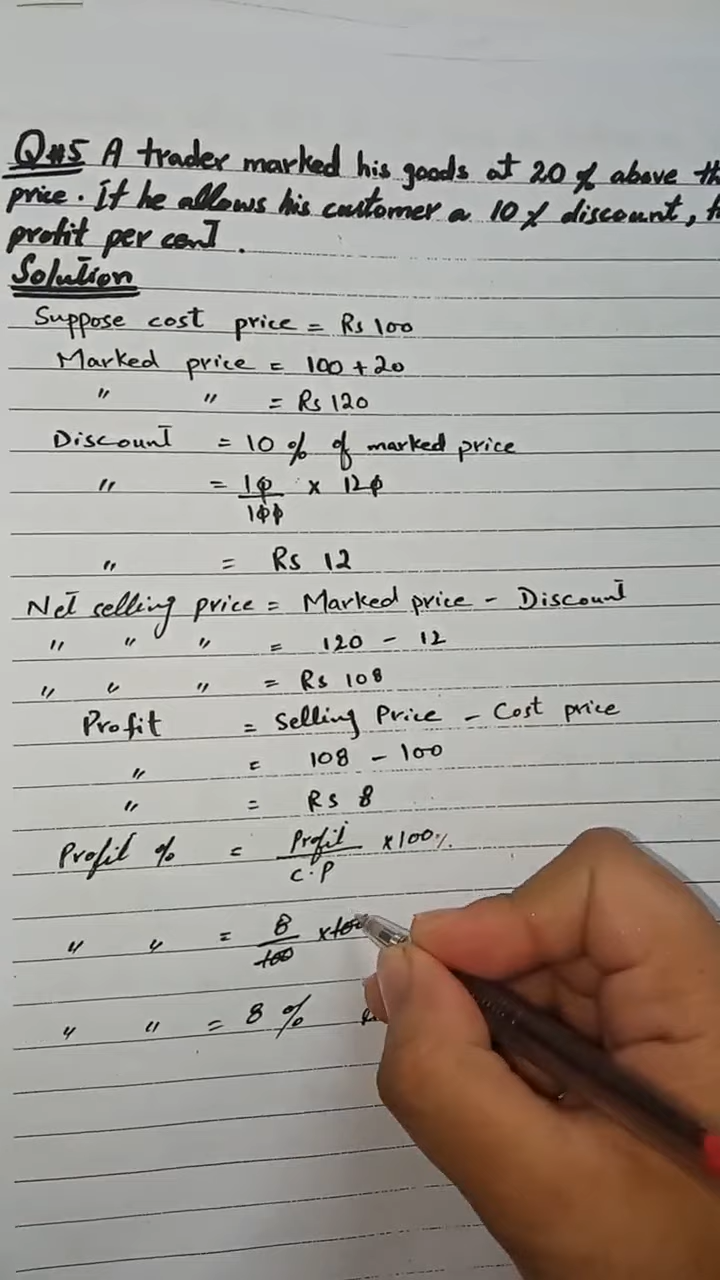 Q#5 A trader marked his goods at 20 % above th
price. If he allows his customer a 10 % discount,
profit per cent.
Solution
Suppose cost price = Rs 100
Marked price = 100 + 20
" " = Rs 120
Discount = 10 % of marked price
" = 10/100 × 120
" = Rs 12
Net selling price = Marked price - Discount
" " " = 120 - 12
" " " = Rs 108
Profit = Selling Price - Cost price
" = 108 - 100
" = Rs 8
Profit % = Profit/C.P ×100%
" " = 8/100 ×100
" " = 8 %